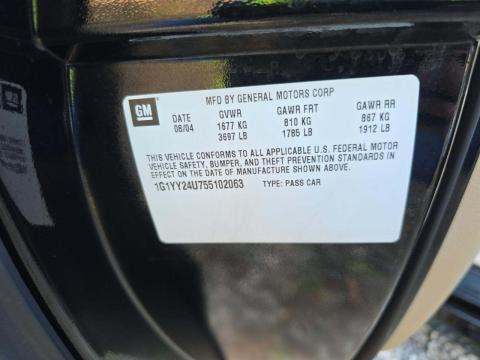 GM
MFD BY GENERAL MOTORS CORP
DATE GVWR GAWR FRT GAWR RR
08/04 1677 KG 810 KG 867 KG
3697 LB 1785 LB 1912 LB
THIS VEHICLE CONFORMS TO ALL APPLICABLE U.S. FEDERAL MOTOR
VEHICLE SAFETY, BUMPER, AND THEFT PREVENTION STANDARDS
IN EFFECT ON THE DATE OF MANUFACTURE SHOWN ABOVE.
1G1YY24U755102063 TYPE: PASS CAR